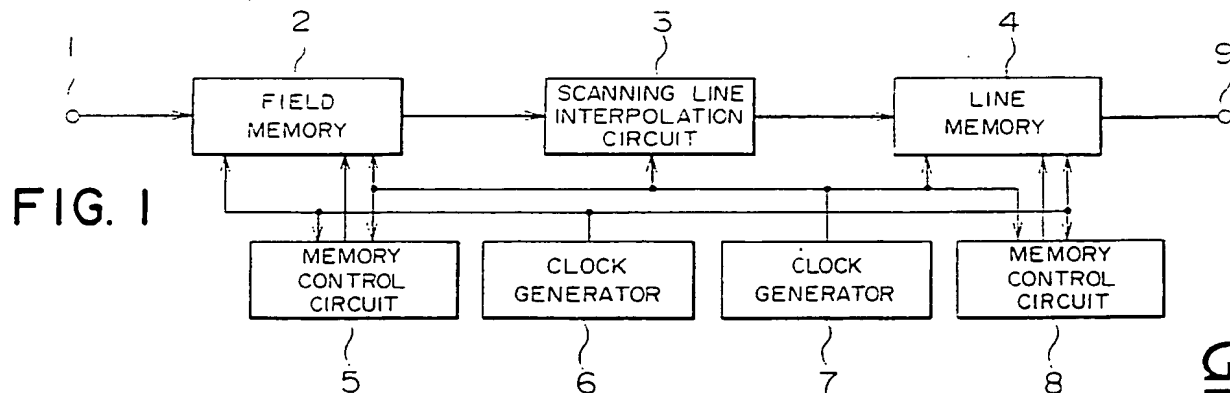 1
2
3
4
9
FIELD
MEMORY
SCANNING LINE
INTERPOLATION
CIRCUIT
LINE
MEMORY
FIG. 1
MEMORY
CONTROL
CIRCUIT
CLOCK
GENERATOR
CLOCK
GENERATOR
MEMORY
CONTROL
CIRCUIT
5
6
7
8